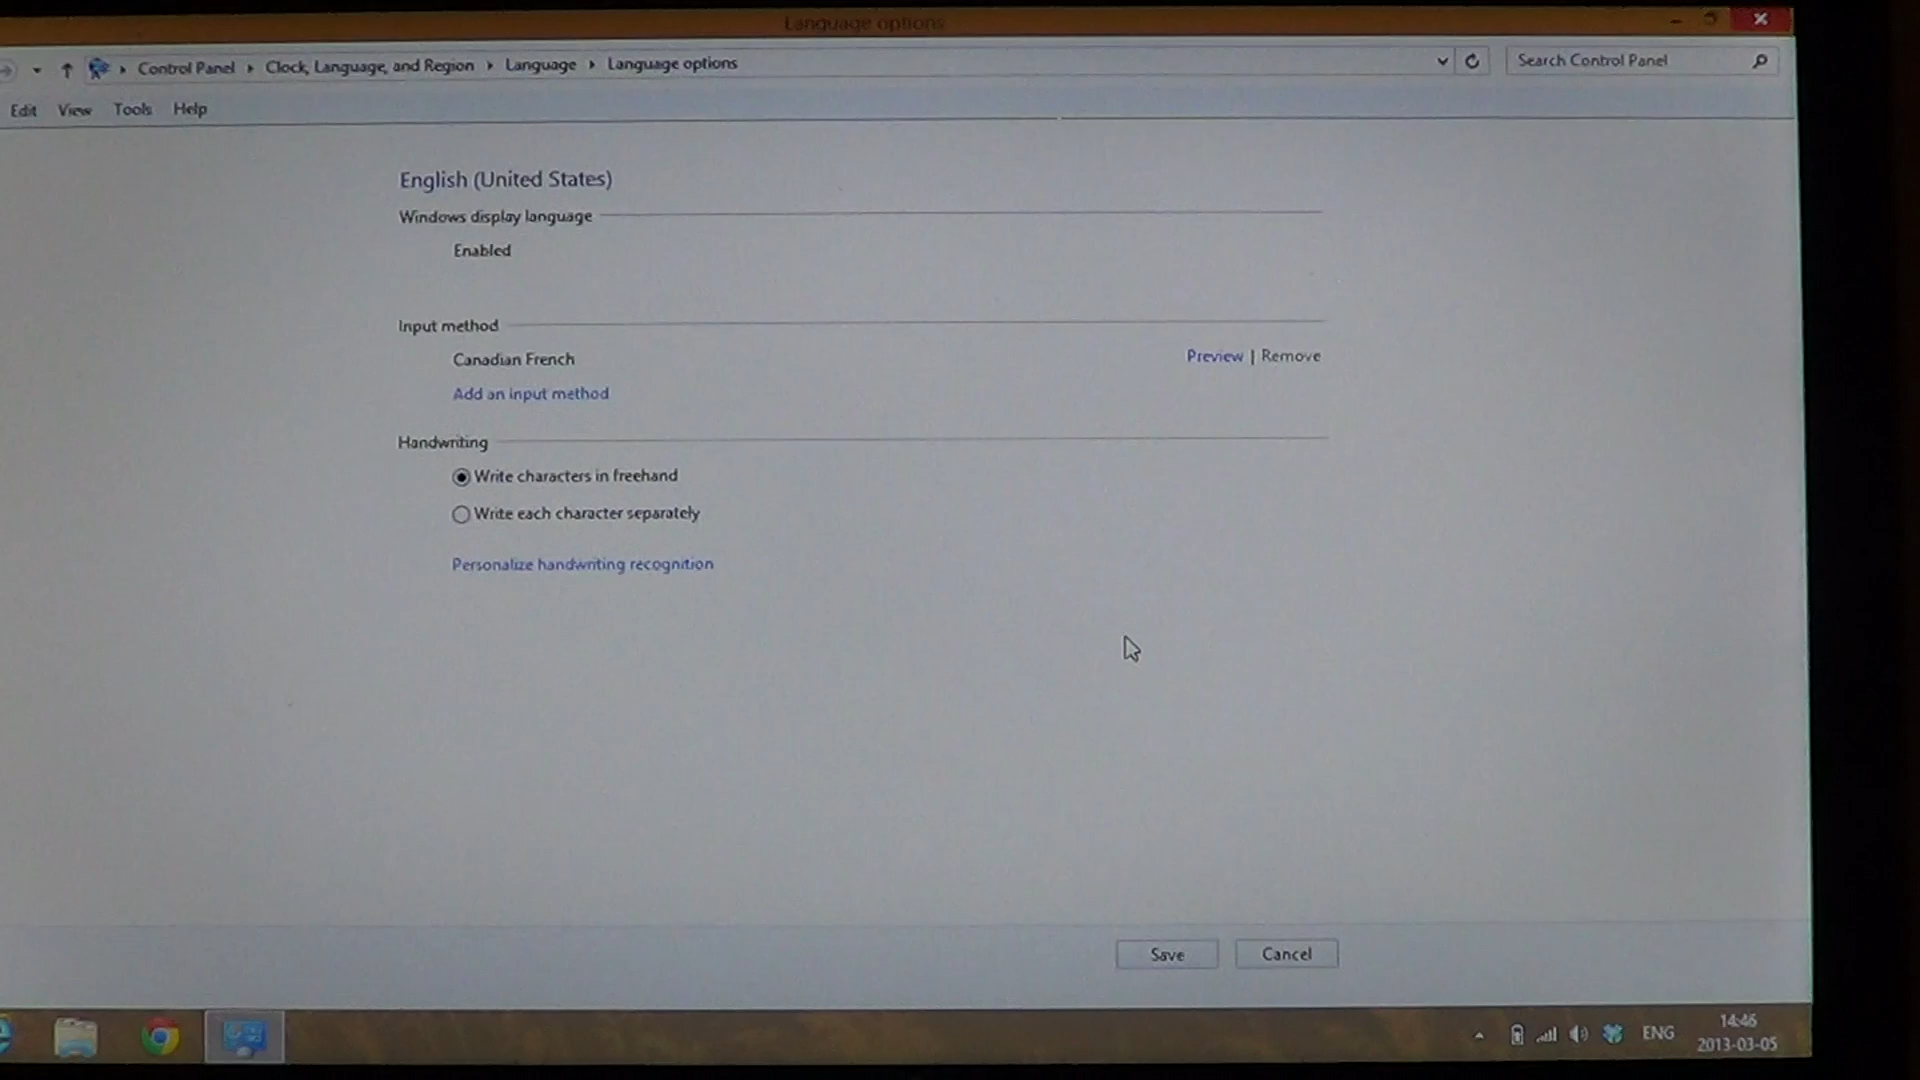 Language options
Control Panel Clock, Language, and Region Language Language options
Search Control Panel
Edit View Tools Help
English (United States)
Windows display language
Enabled
Input method
Canadian French
Preview | Remove
Add an input method
Handwriting
Write characters in freehand
Write each character separately
Personalize handwriting recognition
Save Cancel
ENG
14:46
2013-03-05